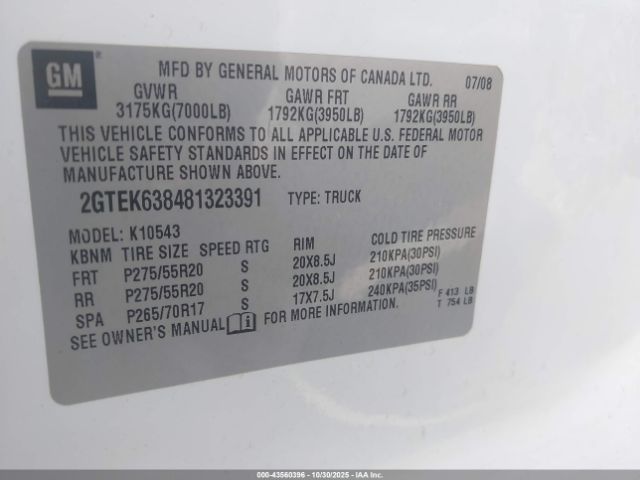 GM
MFD BY GENERAL MOTORS OF CANADA LTD. 07/08
GVWR GAWR FRT GAWR RR
3175KG(7000LB) 1792KG(3950LB) 1792KG(3950LB)
THIS VEHICLE CONFORMS TO ALL APPLICABLE U.S. FEDERAL MOTOR
VEHICLE SAFETY STANDARDS IN EFFECT ON THE DATE OF
MANUFACTURE SHOWN ABOVE.
2GTEK638481323391 TYPE: TRUCK
MODEL: K10543
KBNM TIRE SIZE SPEED RTG RIM COLD TIRE PRESSURE
FRT P275/55R20 S 20X8.5J 210KPA(30PSI)
RR P275/55R20 S 20X8.5J 210KPA(30PSI)
SPA P265/70R17 S 17X7.5J 240KPA(35PSI) F 413 LB
T 754 LB
SEE OWNER'S MANUAL FOR MORE INFORMATION.
000-43560396 - 10/30/2025 - IAAI.COM